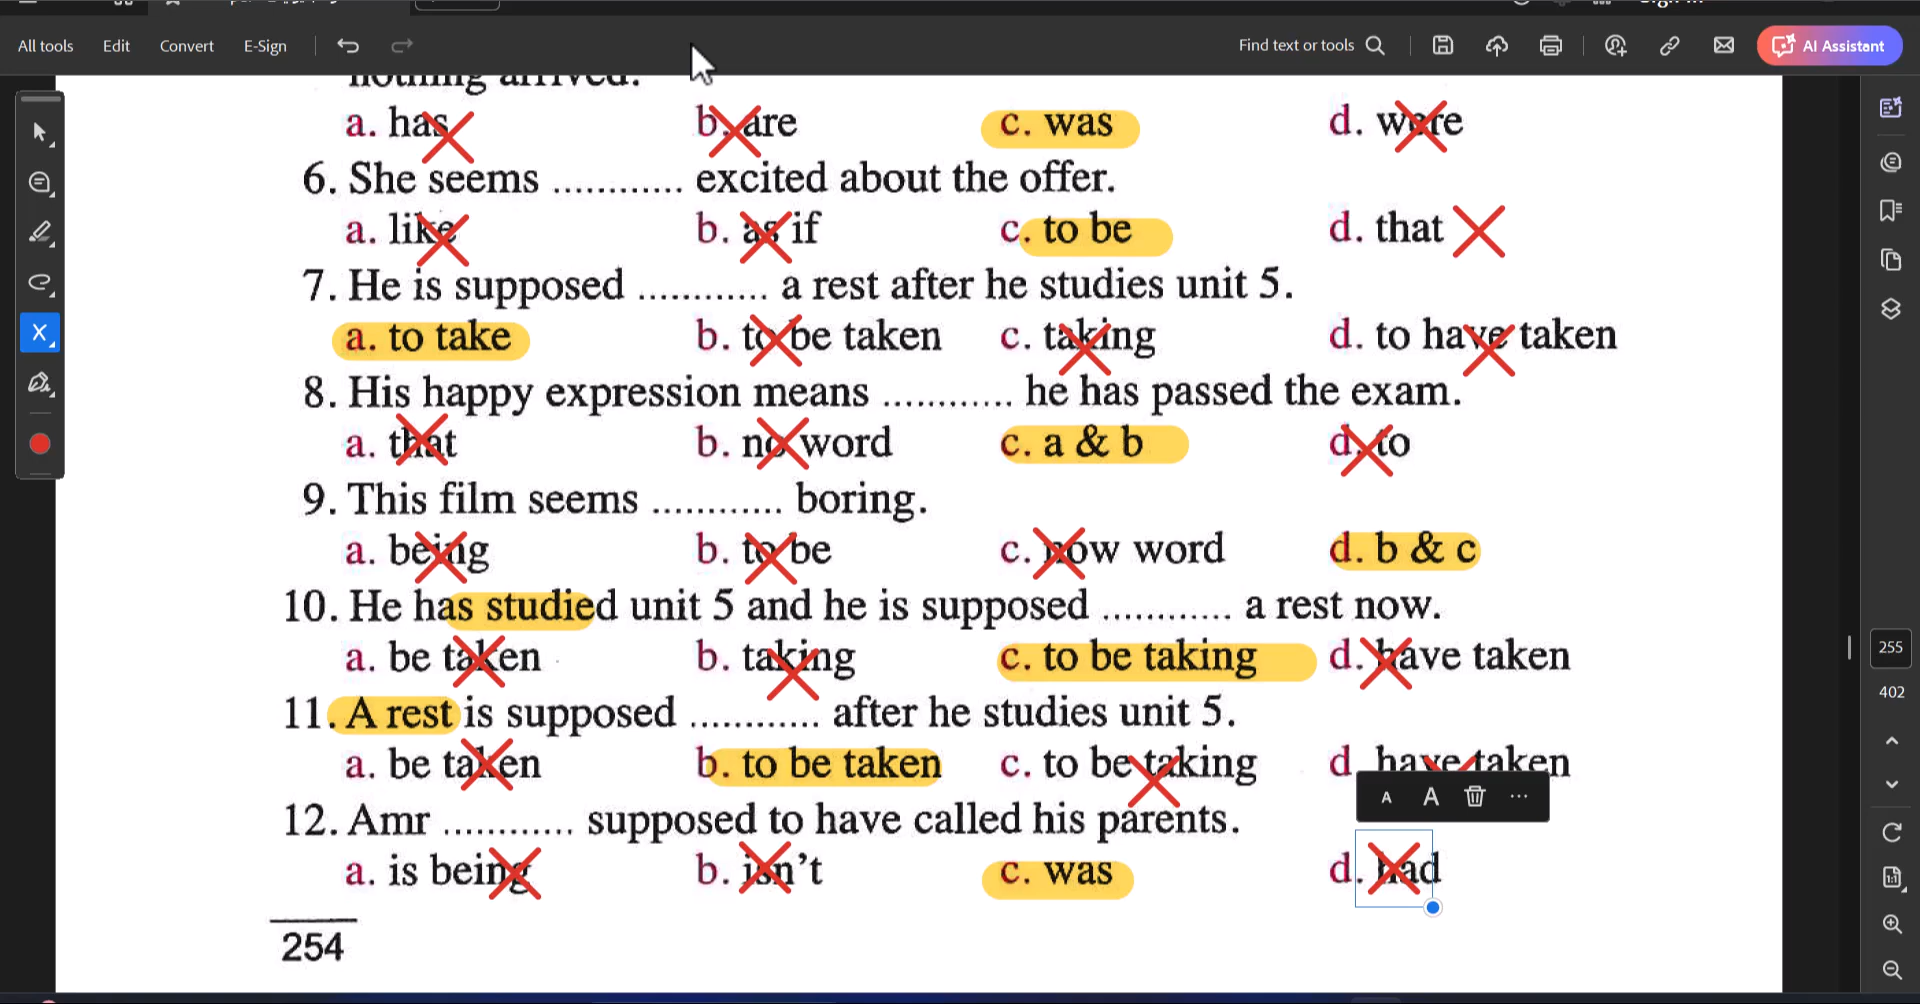 All tools Edit Convert E-Sign Find text or tools AI Assistant
nothing arrived.
a. has b. are c. was d. were
6. She seems ............ excited about the offer.
a. like b. as if c. to be d. that
7. He is supposed ............ a rest after he studies unit 5.
a. to take b. to be taken c. taking d. to have taken
8. His happy expression means ............ he has passed the exam.
a. that b. no word c. a & b d. to
9. This film seems ............ boring.
a. being b. to be c. now word d. b & c
10. He has studied unit 5 and he is supposed ............ a rest now.
a. be taken b. taking c. to be taking d. have taken
11. A rest is supposed ............ after he studies unit 5.
a. be taken b. to be taken c. to be taking d. have taken
A A ...
12. Amr ............ supposed to have called his parents.
a. is being b. isn't c. was d. had
254
255
402
1:1